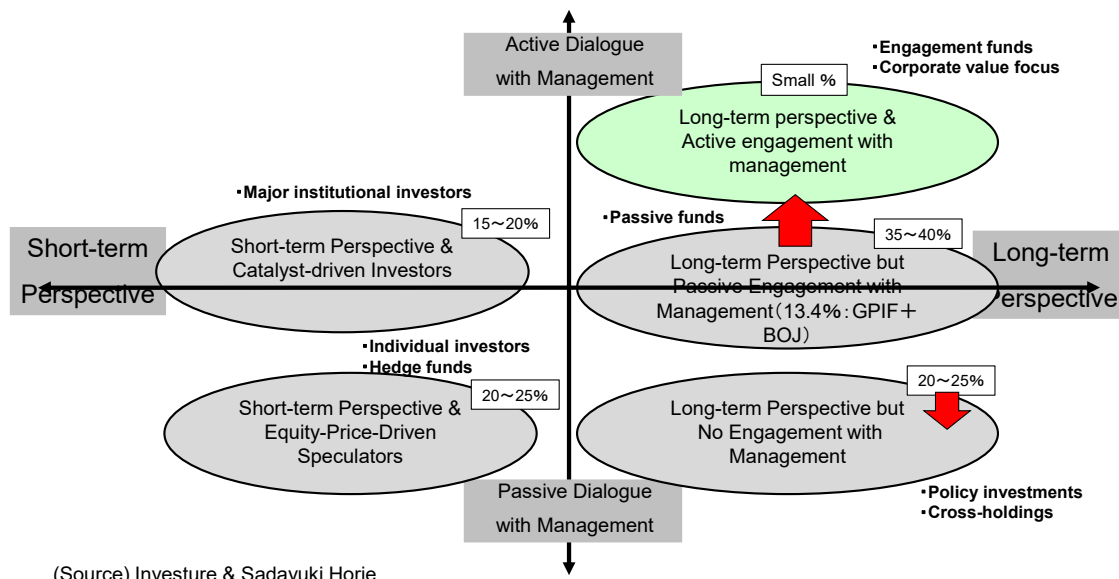 Active Dialogue
with Management
・Engagement funds
・Corporate value focus
Small %
Long-term perspective &
Active engagement with
management
・Major institutional investors
15～20%
Short-term Perspective &
Catalyst-driven Investors
・Passive funds
35～40%
Long-term Perspective but
Passive Engagement with
Management（13.4%：GPIF＋
BOJ）
Short-term
Perspective
Long-term
Perspective
・Individual investors
・Hedge funds
20～25%
Short-term Perspective &
Equity-Price-Driven
Speculators
20～25%
Long-term Perspective but
No Engagement with
Management
・Policy investments
・Cross-holdings
Passive Dialogue
with Management
(Source) Investure & Sadayuki Horie